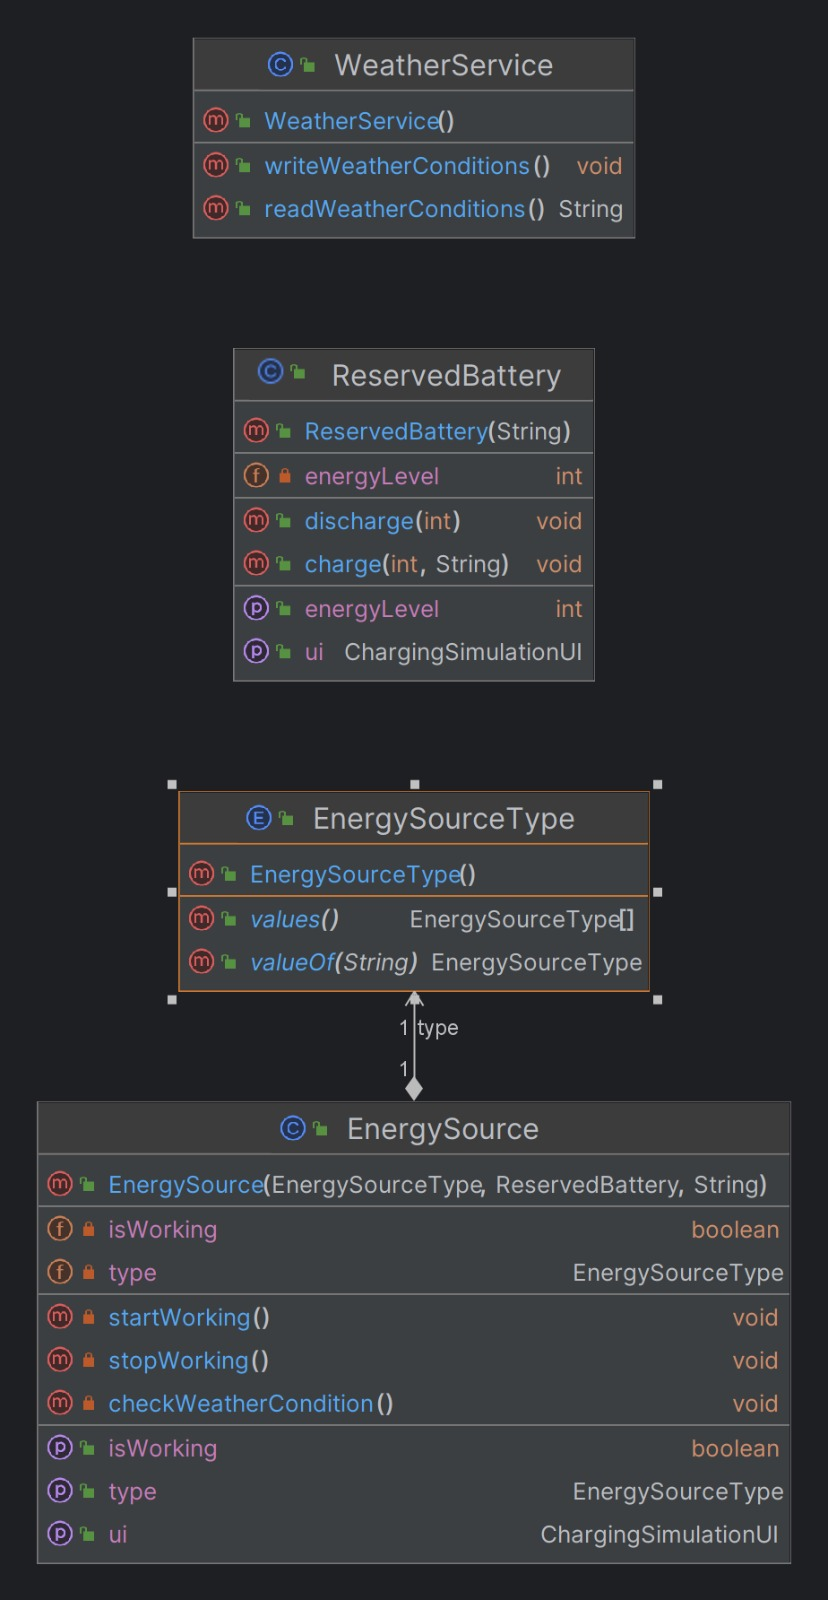 C WeatherService
m WeatherService()
m writeWeatherConditions() void
m readWeatherConditions() String
C ReservedBattery
m ReservedBattery(String)
f energyLevel int
m discharge(int) void
m charge(int, String) void
p energyLevel int
p ui ChargingSimulationUI
E EnergySourceType
m EnergySourceType()
m values() EnergySourceType[]
m valueOf(String) EnergySourceType
1 type
1
C EnergySource
m EnergySource(EnergySourceType, ReservedBattery, String)
f isWorking boolean
f type EnergySourceType
m startWorking() void
m stopWorking() void
m checkWeatherCondition() void
p isWorking boolean
p type EnergySourceType
p ui ChargingSimulationUI